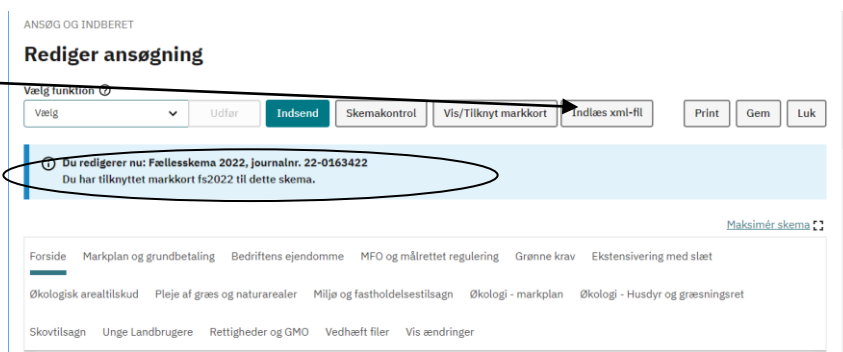 ANSØG OG INDBERET
Rediger ansøgning
Vælg funktion ?
Vælg Udfør Indsend Skemakontrol Vis/Tilknyt markkort Indlæs xml-fil Print Gem Luk
Du redigerer nu: Fællesskema 2022, journalnr. 22-0163422
Du har tilknyttet markkort fs2022 til dette skema.
Maksimér skema
Forside Markplan og grundbetaling Bedriftens ejendomme MFO og målrettet regulering Grønne krav Ekstensivering med slæt
Økologisk arealtilskud Pleje af græs og naturarealer Miljø og fastholdelsestilsagn Økologi - markplan Økologi - Husdyr og græsningsret
Skovtilsagn Unge Landbrugere Rettigheder og GMO Vedhæft filer Vis ændringer